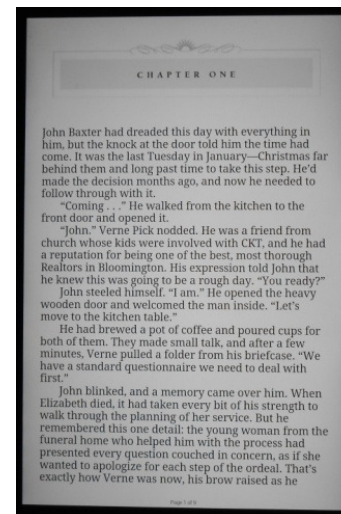 CHAPTER ONE
John Baxter had dreaded this day with everything in
him, but the knock at the door told him the time had
come. It was the last Tuesday in January—Christmas far
behind them and long past time to take this step. He'd
made the decision months ago, and now he needed to
follow through with it.
"Coming . . ." He walked from the kitchen to the
front door and opened it.
"John." Verne Pick nodded. He was a friend from
church whose kids were involved with CKT, and he had
a reputation for being one of the best, most thorough
Realtors in Bloomington. His expression told John that
he knew this was going to be a rough day. "You ready?"
John steeled himself. "I am." He opened the heavy
wooden door and welcomed the man inside. "Let's
move to the kitchen table."
He had brewed a pot of coffee and poured cups for
both of them. They made small talk, and after a few
minutes, Verne pulled a folder from his briefcase. "We
have a standard questionnaire we need to deal with
first."
John blinked, and a memory came over him. When
Elizabeth died, it had taken every bit of his strength to
walk through the planning of her service. But he
remembered this one detail: the young woman from the
funeral home who helped him with the process had
presented every question couched in concern, as if she
wanted to apologize for each step of the ordeal. That's
exactly how Verne was now, his brow raised as he
Page 1 of 6